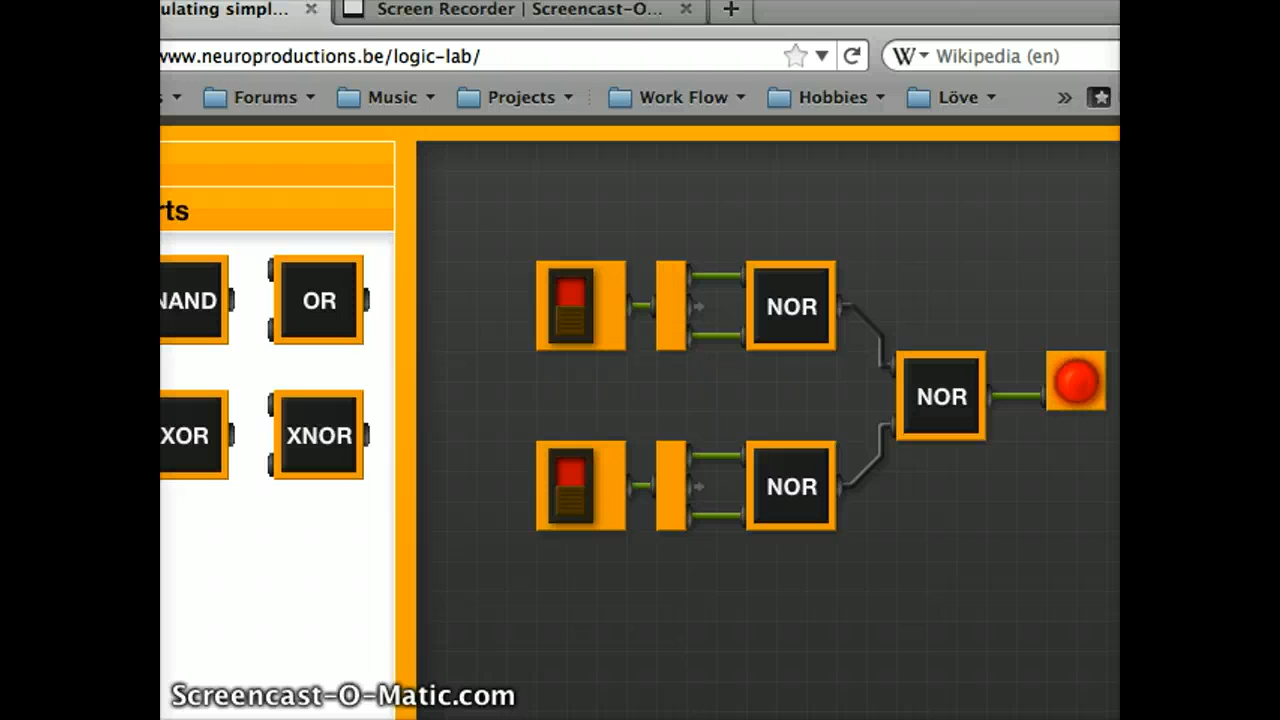 ulating simpl...
Screen Recorder | Screencast-O...
www.neuroproductions.be/logic-lab/
W
Wikipedia (en)
s
Forums
Music
Projects
Work Flow
Hobbies
Löve
rts
NAND
OR
XOR
XNOR
NOR
NOR
NOR
Screencast-O-Matic.com